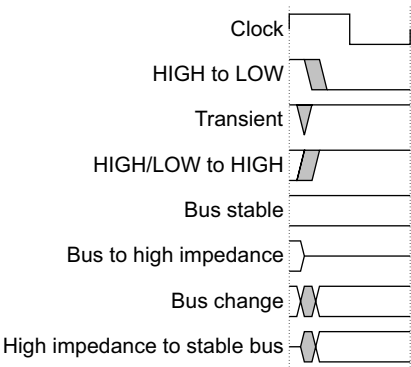 Clock
HIGH to LOW
Transient
HIGH/LOW to HIGH
Bus stable
Bus to high impedance
Bus change
High impedance to stable bus